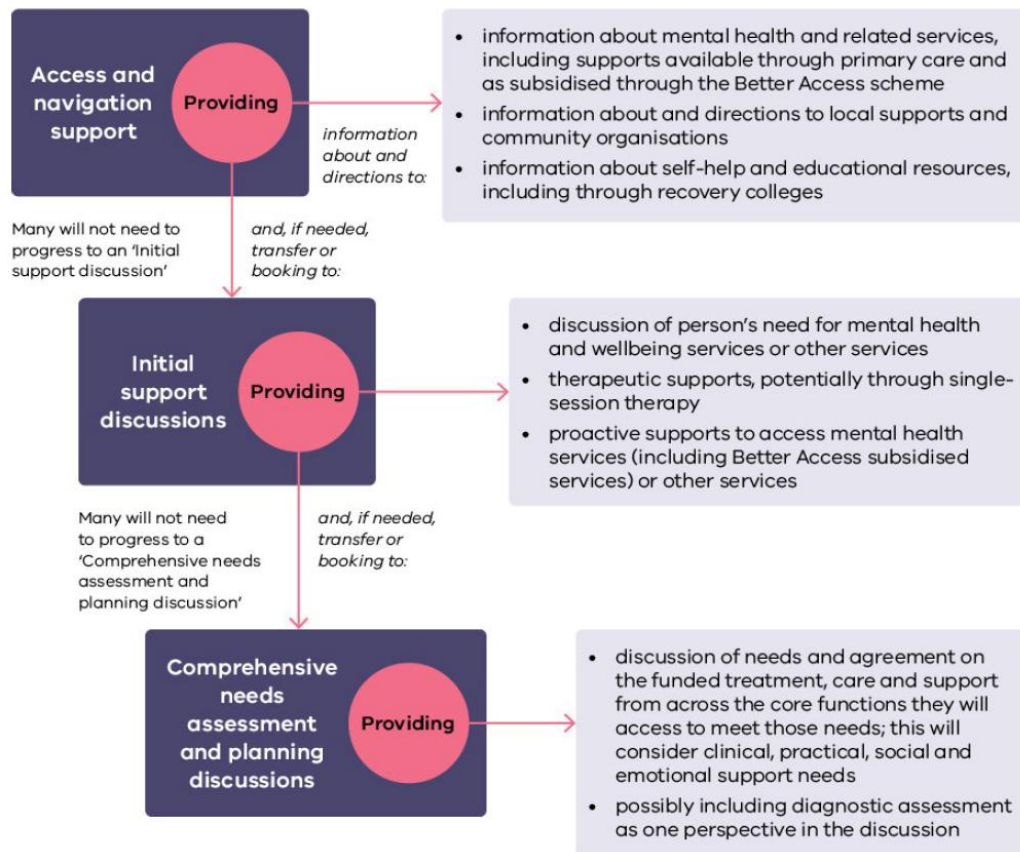 Access and
navigation
support
Providing
information
about and
directions to:
• information about mental health and related services,
including supports available through primary care and
as subsidised through the Better Access scheme
• information about and directions to local supports and
community organisations
• information about self-help and educational resources,
including through recovery colleges
Many will not need to
progress to an ‘Initial
support discussion’
and, if needed,
transfer or
booking to:
Initial
support
discussions
Providing
• discussion of person’s need for mental health
and wellbeing services or other services
• therapeutic supports, potentially through single-
session therapy
• proactive supports to access mental health
services (including Better Access subsidised
services) or other services
Many will not need
to progress to a
‘Comprehensive needs
assessment and
planning discussion’
and, if needed,
transfer or
booking to:
Comprehensive
needs
assessment
and planning
discussions
Providing
• discussion of needs and agreement on
the funded treatment, care and support
from across the core functions they will
access to meet those needs; this will
consider clinical, practical, social and
emotional support needs
• possibly including diagnostic assessment
as one perspective in the discussion